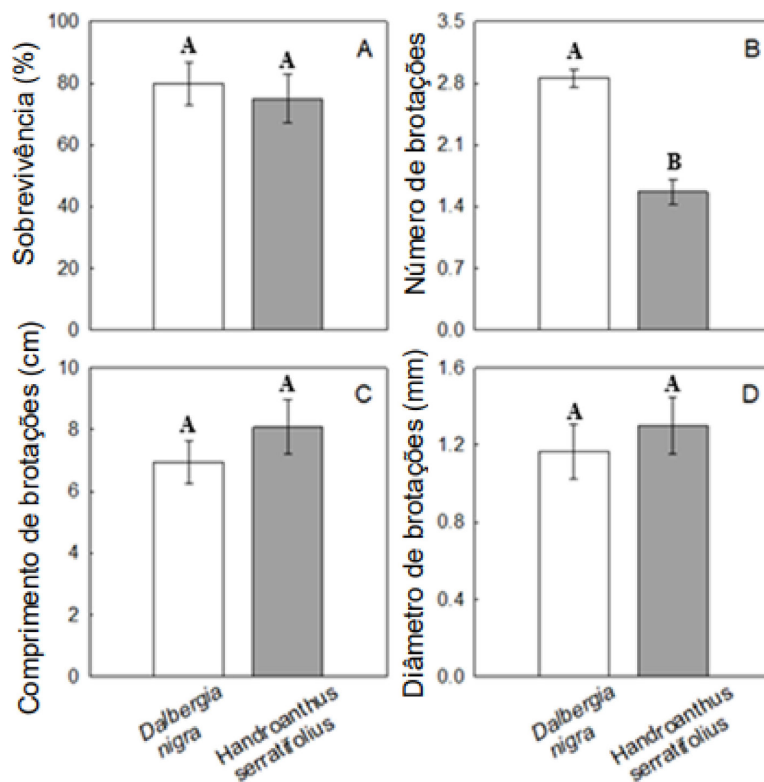 Sobrevivência (%)
100
80
60
40
20
0
A
A
A
Número de brotações
3.5
2.8
2.1
1.4
0.7
0.0
A
B
B
Comprimento de brotações (cm)
10
8
6
4
2
0
A
A
C
Dalbergia
nigra
Handroanthus
serratifolius
Diâmetro de brotações (mm)
1.6
1.2
0.8
0.4
0.0
A
A
D
Dalbergia
nigra
Handroanthus
serratifolius